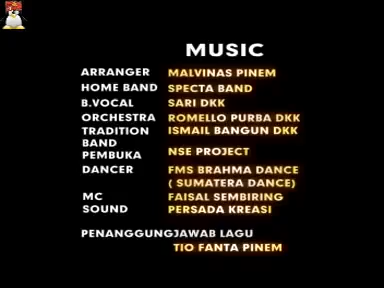 MUSIC
ARRANGER MALVINAS PINEM
HOME BAND SPECTA BAND
B.VOCAL SARI DKK
ORCHESTRA ROMELLO PURBA DKK
TRADITION ISMAIL BANGUN DKK
BAND
PEMBUKA NSE PROJECT
DANCER FMS BRAHMA DANCE
( SUMATERA DANCE)
MC FAISAL SEMBIRING
SOUND PERSADA KREASI
PENANGGUNGJAWAB LAGU
TIO FANTA PINEM